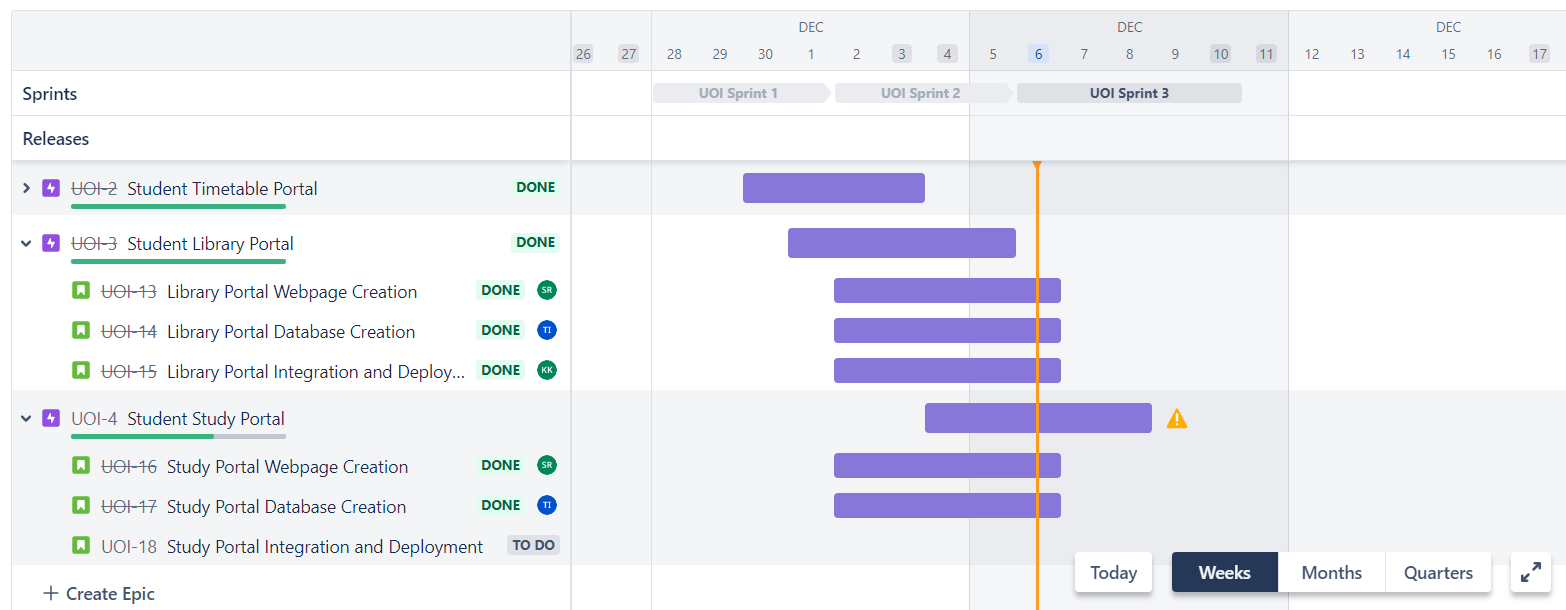 DEC DEC DEC
26 27 28 29 30 1 2 3 4 5 6 7 8 9 10 11 12 13 14 15 16 17
Sprints UOI Sprint 1 UOI Sprint 2 UOI Sprint 3
Releases
UOI-2 Student Timetable Portal DONE
UOI-3 Student Library Portal DONE
UOI-13 Library Portal Webpage Creation DONE SR
UOI-14 Library Portal Database Creation DONE TI
UOI-15 Library Portal Integration and Deploy... DONE KK
UOI-4 Student Study Portal
UOI-16 Study Portal Webpage Creation DONE SR
UOI-17 Study Portal Database Creation DONE TI
UOI-18 Study Portal Integration and Deployment TO DO
Today Weeks Months Quarters
+ Create Epic